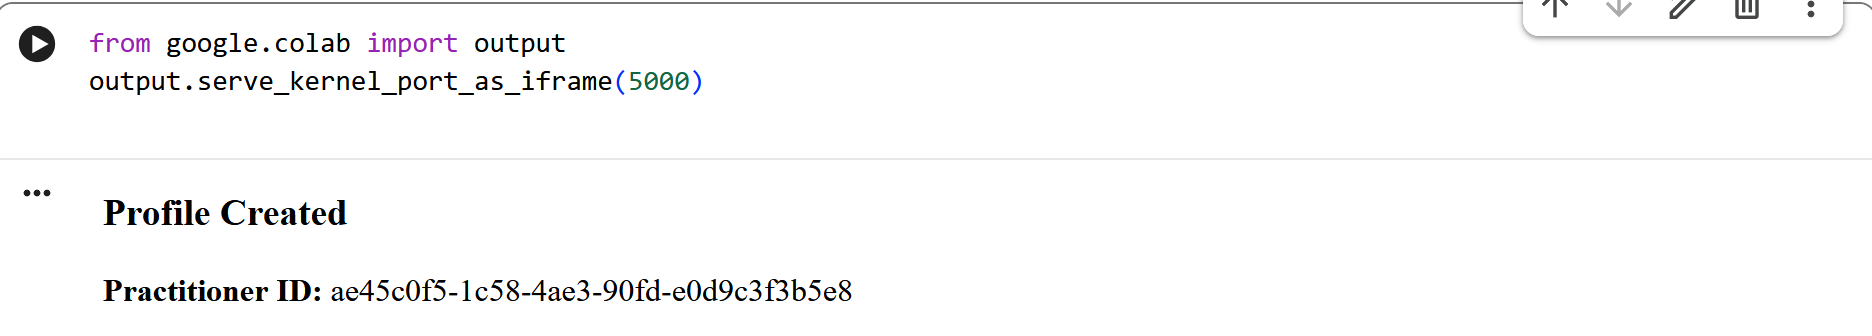 from google.colab import output
output.serve_kernel_port_as_iframe(5000)
Profile Created
Practitioner ID: ae45c0f5-1c58-4ae3-90fd-e0d9c3f3b5e8